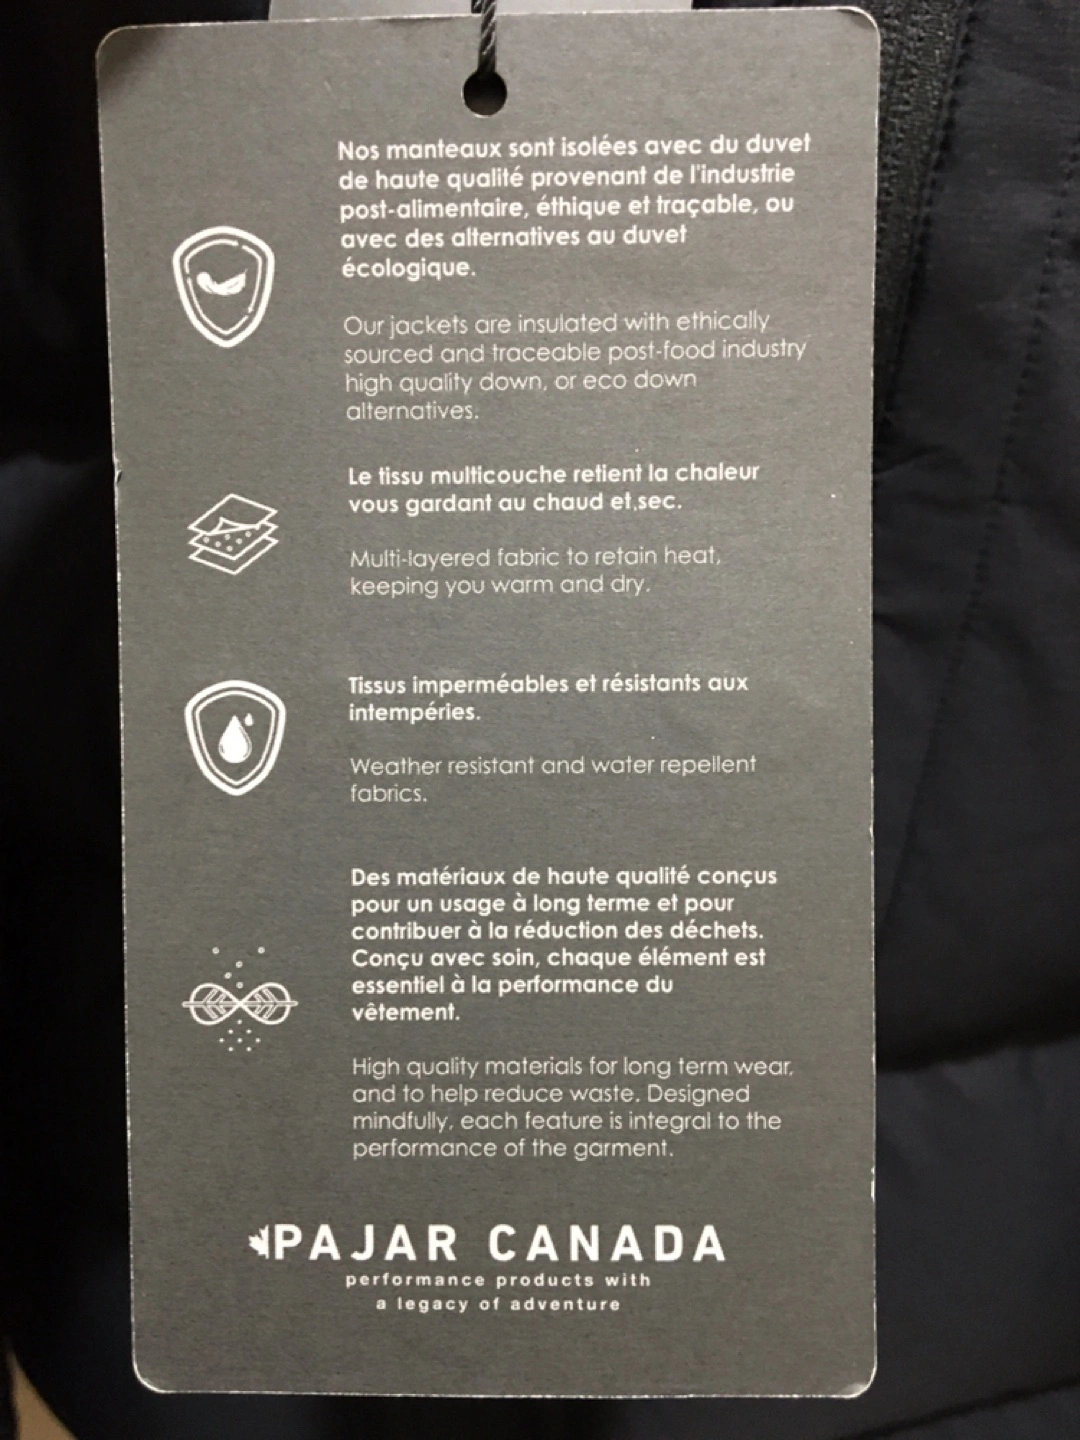 Nos manteaux sont isolées avec du duvet
de haute qualité provenant de l'industrie
post-alimentaire, éthique et traçable, ou
avec des alternatives au duvet
écologique.
Our jackets are insulated with ethically
sourced and traceable post-food industry
high quality down, or eco down
alternatives.
Le tissu multicouche retient la chaleur
vous gardant au chaud et.sec.
Multi-layered fabric to retain heat,
keeping you warm and dry.
Tissus imperméables et résistants aux
intempéries.
Weather resistant and water repellent
fabrics.
Des matériaux de haute qualité conçus
pour un usage à long terme et pour
contribuer à la réduction des déchets.
Conçu avec soin, chaque élément est
essentiel à la performance du
vêtement.
High quality materials for long term wear,
and to help reduce waste. Designed
mindfully, each feature is integral to the
performance of the garment.
PAJAR CANADA
performance products with
a legacy of adventure